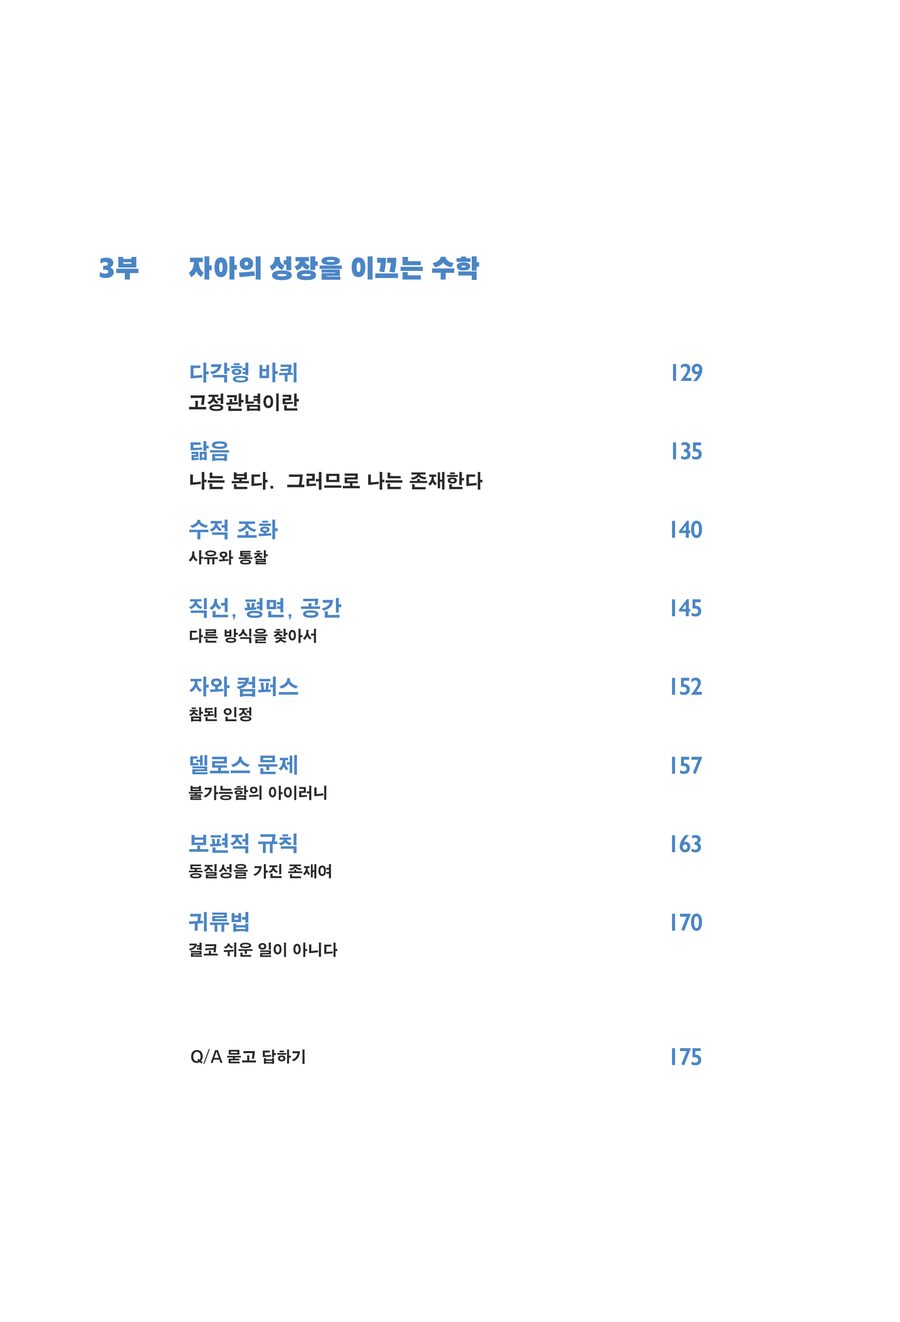 3부 자아의 성장을 이끄는 수학
다각형 바퀴 129
고정관념이란
닮음 135
나는 본다. 그러므로 나는 존재한다
수적 조화 140
사유와 통찰
직선, 평면, 공간 145
다른 방식을 찾아서
자와 컴퍼스 152
참된 인정
델로스 문제 157
불가능함의 아이러니
보편적 규칙 163
동질성을 가진 존재여
귀류법 170
결코 쉬운 일이 아니다
Q/A 묻고 답하기 175